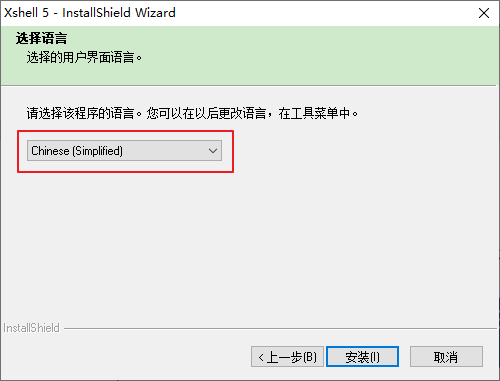 Xshell 5 - InstallShield Wizard
选择语言
选择的用户界面语言。
请选择该程序的语言。您可以在以后更改语言，在工具菜单中。
Chinese (Simplified)
InstallShield
< 上一步(B)
安装(I)
取消